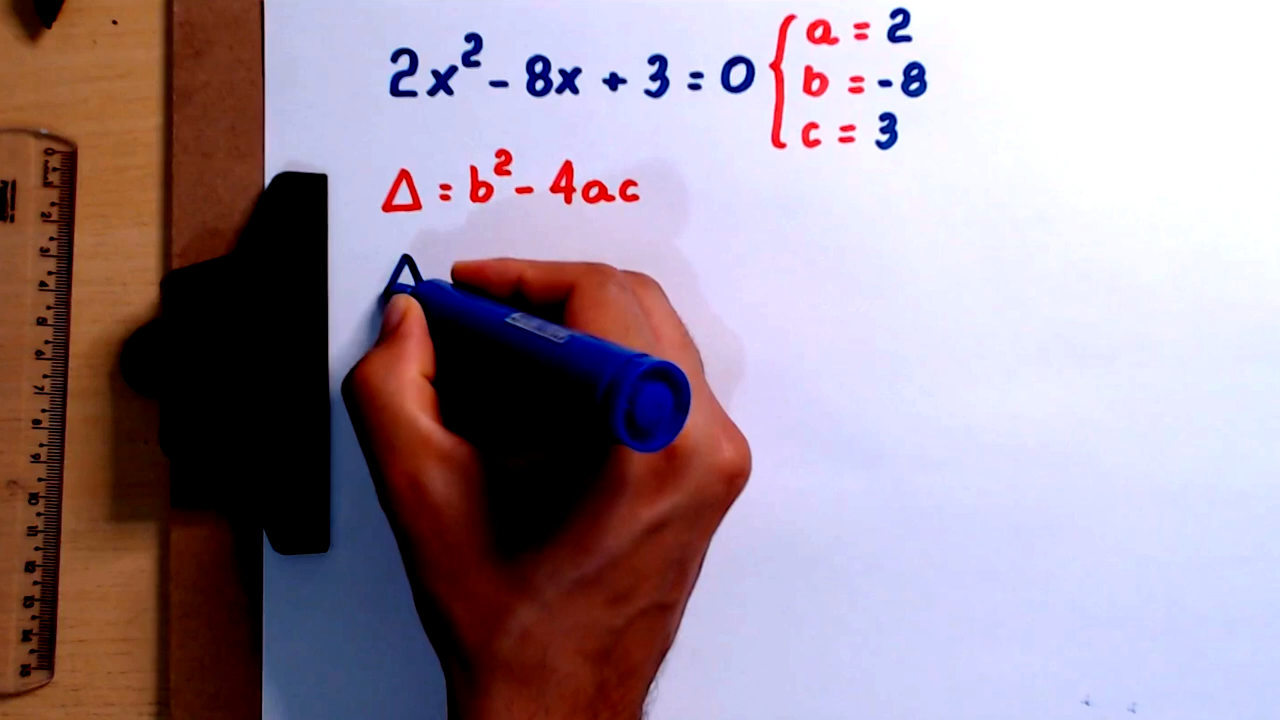 2x² - 8x + 3 = 0 { a = 2
b = -8
c = 3
Δ = b² - 4ac
Δ